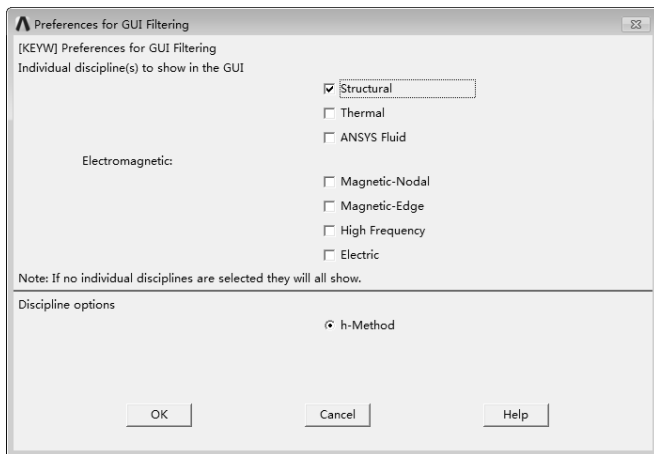 Preferences for GUI Filtering
[KEYW] Preferences for GUI Filtering
Individual discipline(s) to show in the GUI
Structural
Thermal
ANSYS Fluid
Electromagnetic:
Magnetic-Nodal
Magnetic-Edge
High Frequency
Electric
Note: If no individual disciplines are selected they will all show.
Discipline options
h-Method
OK Cancel Help